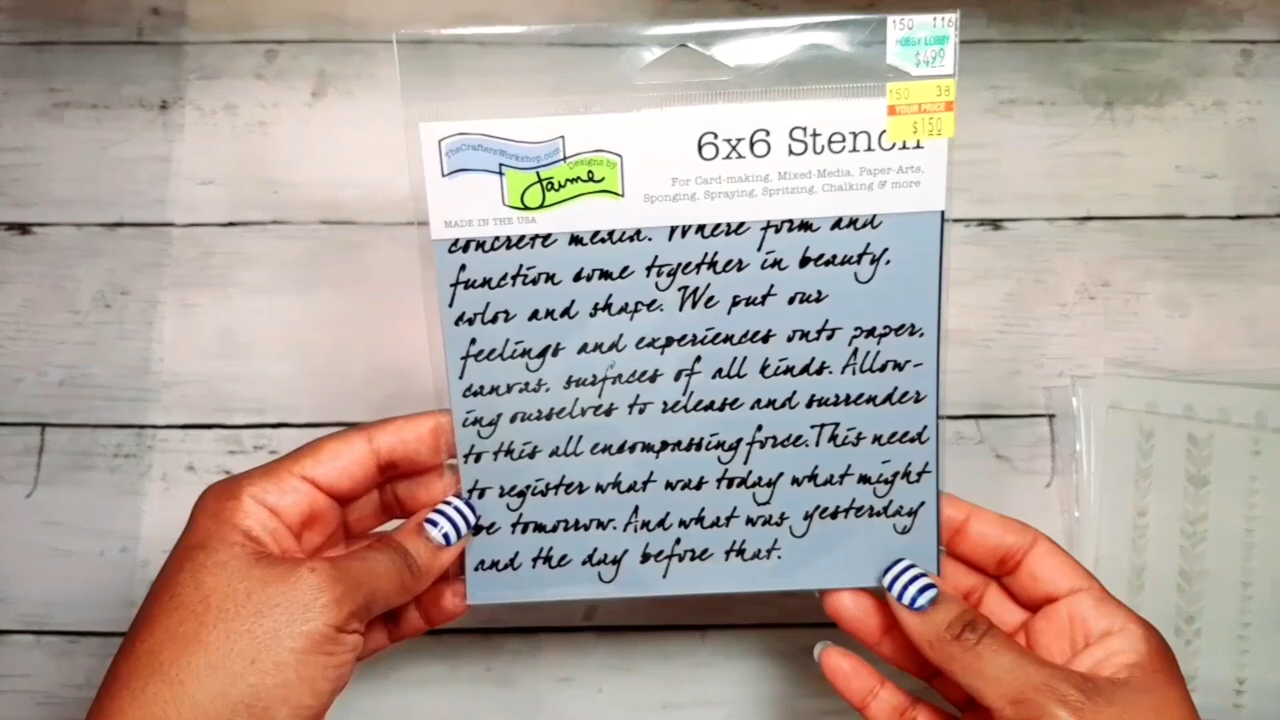 150 116
HOBBY LOBBY
$4.99
150 38
YOUR PRICE
$1.50
TheCraftersWorkshop.com
Designs by
Jaime
MADE IN THE USA
6x6 Stencil
For Card-making, Mixed-Media, Paper-Arts,
Sponging, Spraying, Spritzing, Chalking & more
concrete media. Where form and
function come together in beauty,
color and shape. We put our
feelings and experiences onto paper,
canvas, surfaces of all kinds. Allow-
ing ourselves to release and surrender
to this all encompassing force. This need
to register what was today what might
be tomorrow. And what was yesterday
and the day before that.